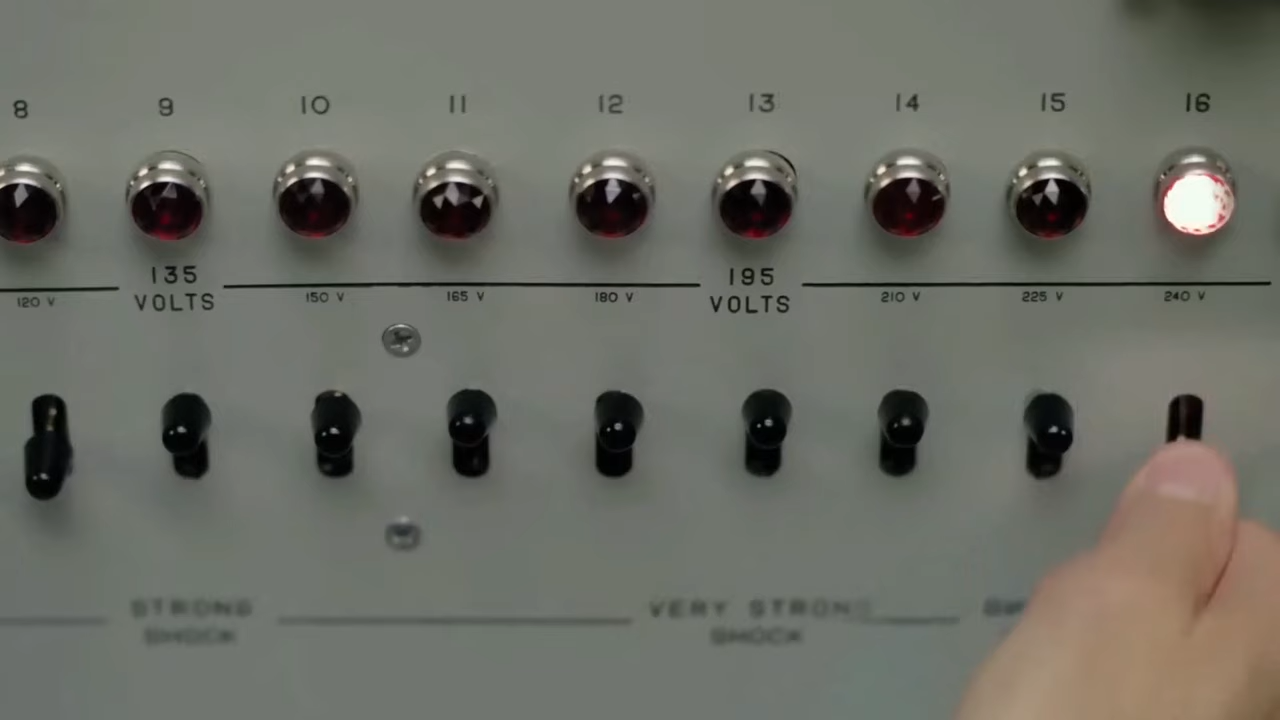 8 9 10 11 12 13 14 15 16
135 VOLTS 195 VOLTS
120 V 150 V 165 V 180 V 210 V 225 V 240 V
STRONG VERY STRONG
SHOCK SHOCK